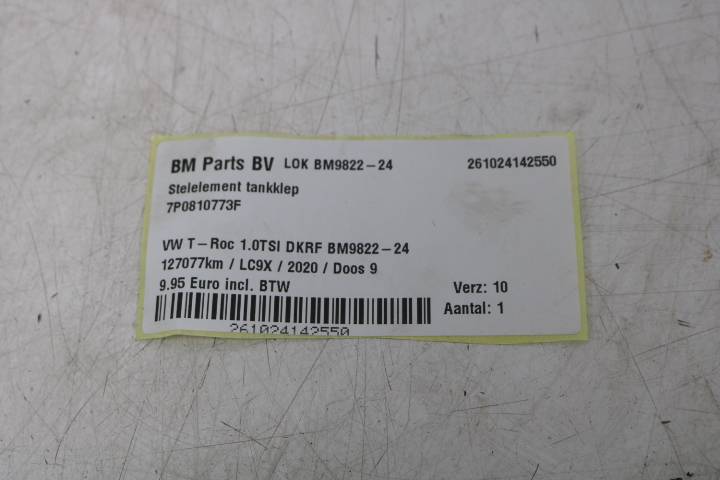 BM Parts BV LOK BM9822-24 261024142550
Stelelement tankklep
7P0810773F
VW T-Roc 1.0TSI DKRF BM9822-24
127077km / LC9X / 2020 / Doos 9
9.95 Euro incl. BTW Verz: 10
Aantal: 1
261024142550